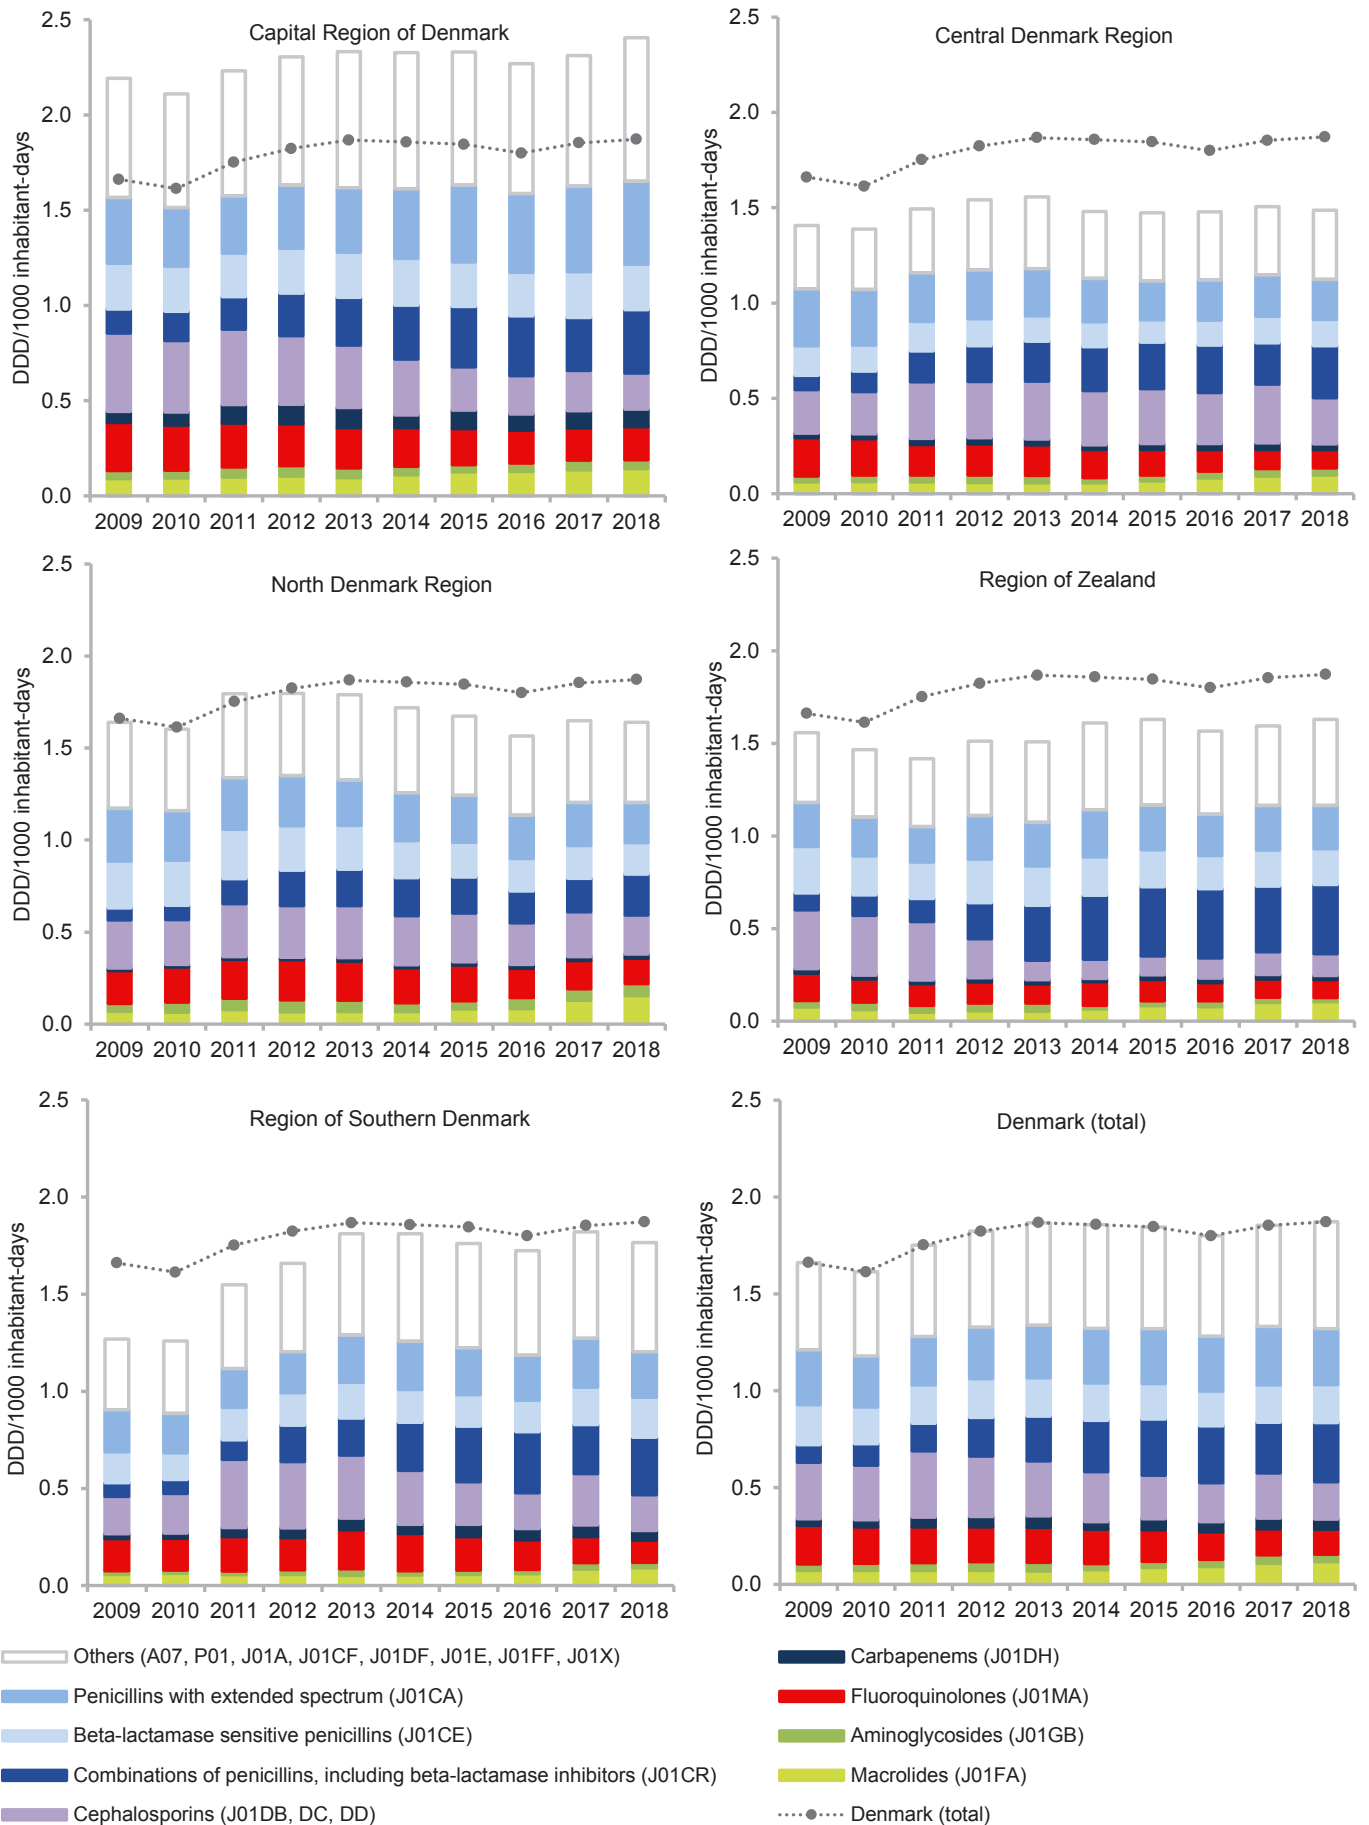 Capital Region of Denmark
DDD/1000 inhabitant-days
2.5
2.0
1.5
1.0
0.5
0.0
2009 2010 2011 2012 2013 2014 2015 2016 2017 2018
Central Denmark Region
DDD/1000 inhabitant-days
2.5
2.0
1.5
1.0
0.5
0.0
2009 2010 2011 2012 2013 2014 2015 2016 2017 2018
North Denmark Region
DDD/1000 inhabitant-days
2.5
2.0
1.5
1.0
0.5
0.0
2009 2010 2011 2012 2013 2014 2015 2016 2017 2018
Region of Zealand
DDD/1000 inhabitant-days
2.5
2.0
1.5
1.0
0.5
0.0
2009 2010 2011 2012 2013 2014 2015 2016 2017 2018
Region of Southern Denmark
DDD/1000 inhabitant-days
2.5
2.0
1.5
1.0
0.5
0.0
2009 2010 2011 2012 2013 2014 2015 2016 2017 2018
Denmark (total)
DDD/1000 inhabitant-days
2.5
2.0
1.5
1.0
0.5
0.0
2009 2010 2011 2012 2013 2014 2015 2016 2017 2018
Others (A07, P01, J01A, J01CF, J01DF, J01E, J01FF, J01X)
Penicillins with extended spectrum (J01CA)
Beta-lactamase sensitive penicillins (J01CE)
Combinations of penicillins, including beta-lactamase inhibitors (J01CR)
Cephalosporins (J01DB, DC, DD)
Carbapenems (J01DH)
Fluoroquinolones (J01MA)
Aminoglycosides (J01GB)
Macrolides (J01FA)
Denmark (total)